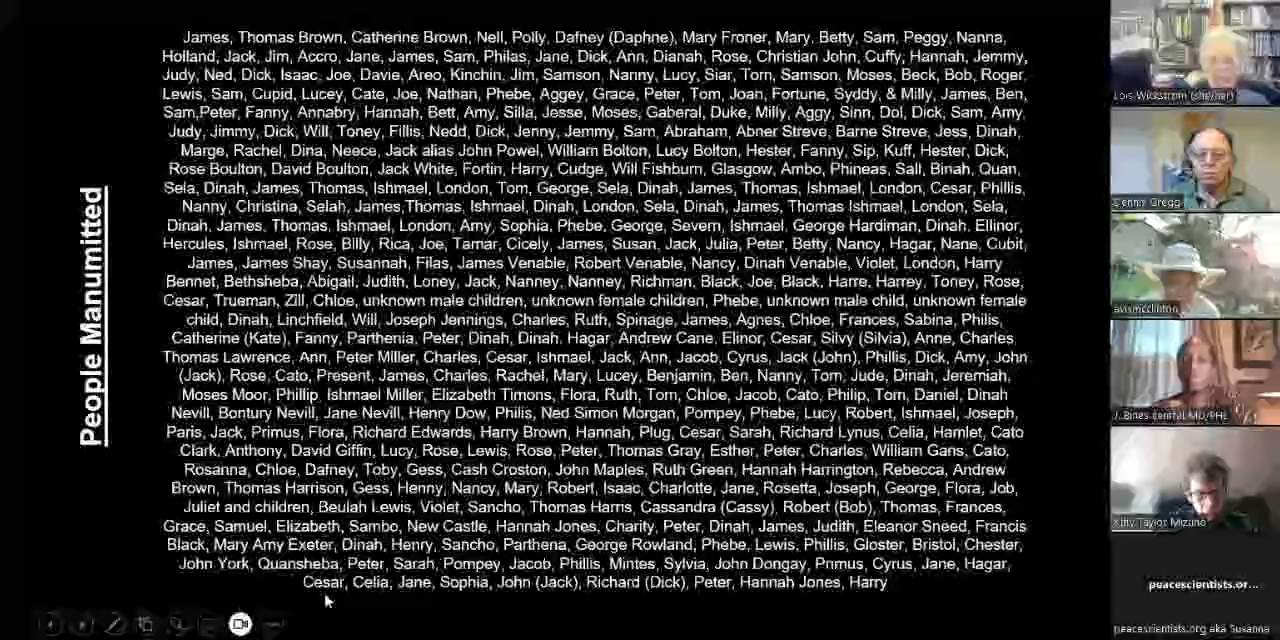 People Manumitted
James, Thomas Brown, Catherine Brown, Nell, Polly, Dafney (Daphne), Mary Froner, Mary, Betty, Sam, Peggy, Nanna,
Holland, Jack, Jim, Accro, Jane, James, Sam, Philas, Jane, Dick, Ann, Dianah, Rose, Christian John, Cuffy, Hannah, Jemmy,
Judy, Ned, Dick, Isaac, Joe, Davie, Areo, Kinchin, Jim, Samson, Nanny, Lucy, Siar, Tom, Samson, Moses, Beck, Bob, Roger,
Lewis, Sam, Cupid, Lucey, Cate, Joe, Nathan, Phebe, Aggey, Grace, Peter, Tom, Joan, Fortune, Syddy, & Milly, James, Ben,
Sam,Peter, Fanny, Annabry, Hannah, Bett, Amy, Silla, Jesse, Moses, Gaberal, Duke, Milly, Aggy, Sinn, Dol, Dick, Sam, Amy,
Judy, Jimmy, Dick, Will, Toney, Fillis, Nedd, Dick, Jenny, Jemmy, Sam, Abraham, Abner Streve, Barne Streve, Jess, Dinah,
Marge, Rachel, Dina, Neece, Jack alias John Powel, William Bolton, Lucy Bolton, Hester, Fanny, Sip, Kuff, Hester, Dick,
Rose Boulton, David Boulton, Jack White, Fortin, Harry, Cudge, Will Fishburn, Glasgow, Ambo, Phineas, Sall, Binah, Quan,
Sela, Dinah, James, Thomas, Ishmael, London, Tom, George, Sela, Dinah, James, Thomas, Ishmael, London, Cesar, Phillis,
Nanny, Christina, Selah, James,Thomas, Ishmael, Dinah, London, Sela, Dinah, James, Thomas Ishmael, London, Sela,
Dinah, James, Thomas, Ishmael, London, Amy, Sophia, Phebe, George, Severn, Ishmael, George Hardiman, Dinah, Ellinor,
Hercules, Ishmael, Rose, Billy, Rica, Joe, Tamar, Cicely, James, Susan, Jack, Julia, Peter, Betty, Nancy, Hagar, Nane, Cubit,
James, James Shay, Susannah, Filas, James Venable, Robert Venable, Nancy, Dinah Venable, Violet, London, Harry
Bennet, Bethsheba, Abigail, Judith, Loney, Jack, Nanney, Nanney, Richman, Black, Joe, Black, Harre, Harrey, Toney, Rose,
Cesar, Trueman, Zill, Chloe, unknown male children, unknown female children, Phebe, unknown male child, unknown female
child, Dinah, Linchfield, Will, Joseph Jennings, Charles, Ruth, Spinage, James, Agnes, Chloe, Frances, Sabina, Philis,
Catherine (Kate), Fanny, Parthenia, Peter, Dinah, Dinah, Hagar, Andrew Cane, Elinor, Cesar, Silvy (Silvia), Anne, Charles,
Thomas Lawrence, Ann, Peter Miller, Charles, Cesar, Ishmael, Jack, Ann, Jacob, Cyrus, Jack (John), Phillis, Dick, Amy, John
(Jack), Rose, Cato, Present, James, Charles, Rachel, Mary, Lucey, Benjamin, Ben, Nanny, Tom, Jude, Dinah, Jeremiah,
Moses Moor, Phillip, Ishmael Miller, Elizabeth Timons, Flora, Ruth, Tom, Chloe, Jacob, Cato, Philip, Tom, Daniel, Dinah
Nevill, Bontury Nevill, Jane Nevill, Henry Dow, Philis, Ned Simon Morgan, Pompey, Phebe, Lucy, Robert, Ishmael, Joseph,
Paris, Jack, Primus, Flora, Richard Edwards, Harry Brown, Hannah, Plug, Cesar, Sarah, Richard Lynus, Celia, Hamlet, Cato
Clark, Anthony, David Giffin, Lucy, Rose, Lewis, Rose, Peter, Thomas Gray, Esther, Peter, Charles, William Gans, Cato,
Rosanna, Chloe, Dafney, Toby, Gess, Cash Croston, John Maples, Ruth Green, Hannah Harrington, Rebecca, Andrew
Brown, Thomas Harrison, Gess, Henny, Nancy, Mary, Robert, Isaac, Charlotte, Jane, Rosetta, Joseph, George, Flora, Job,
Juliet and children, Beulah Lewis, Violet, Sancho, Thomas Harris, Cassandra (Cassy), Robert (Bob), Thomas, Frances,
Grace, Samuel, Elizabeth, Sambo, New Castle, Hannah Jones, Charity, Peter, Dinah, James, Judith, Eleanor Sneed, Francis
Black, Mary Amy Exeter, Dinah, Henry, Sancho, Parthena, George Rowland, Phebe, Lewis, Phillis, Gloster, Bristol, Chester,
John York, Quansheba, Peter, Sarah, Pompey, Jacob, Phillis, Mintes, Sylvia, John Dongay, Primus, Cyrus, Jane, Hagar,
Cesar, Celia, Jane, Sophia, John (Jack), Richard (Dick), Peter, Hannah Jones, Harry
Lois Wickstrom (she/her)
Gregg
avismcclinton
J. Bines central MD/PHL
Kitty Taylor Mizuno
peacescientists.or...
peacescientists.org aka Susanna